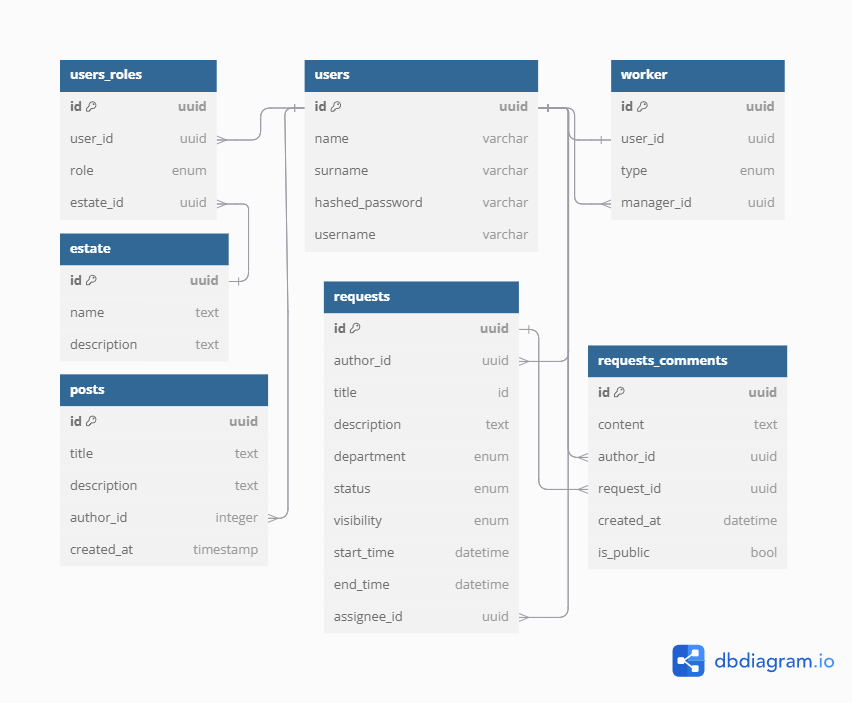 users_roles
id uuid
user_id uuid
role enum
estate_id uuid
estate
id uuid
name text
description text
posts
id uuid
title text
description text
author_id integer
created_at timestamp
users
id uuid
name varchar
surname varchar
hashed_password varchar
username varchar
requests
id uuid
author_id uuid
title id
description text
department enum
status enum
visibility enum
start_time datetime
end_time datetime
assignee_id uuid
worker
id uuid
user_id uuid
type enum
manager_id uuid
requests_comments
id uuid
content text
author_id uuid
request_id uuid
created_at datetime
is_public bool
dbdiagram.io